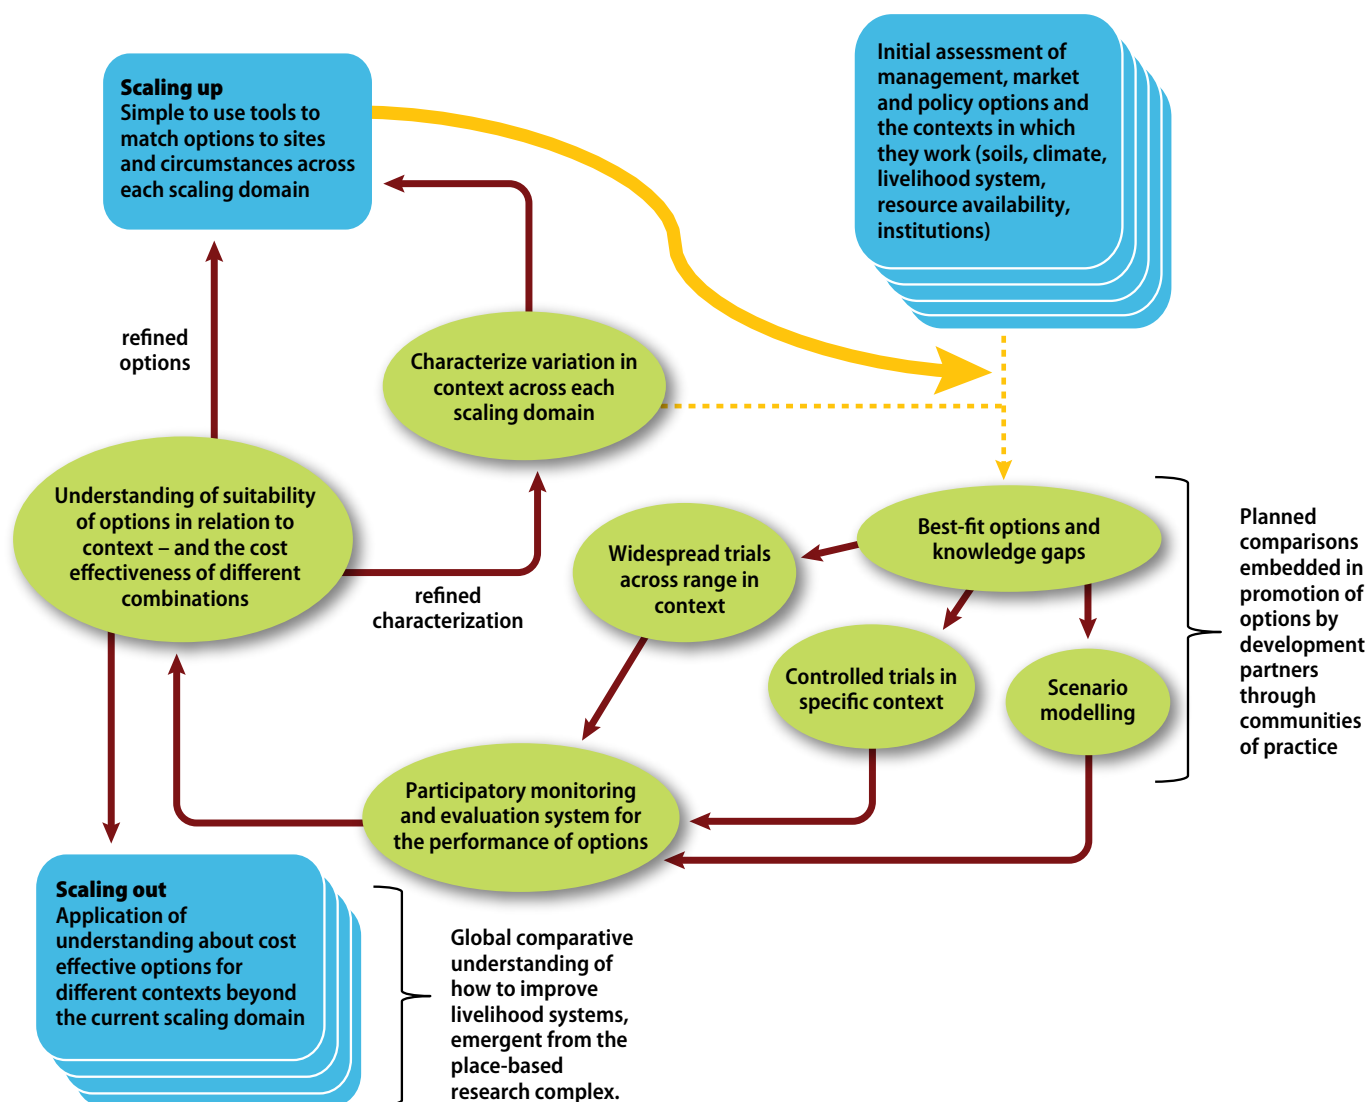 Scaling up
Simple to use tools to
match options to sites
and circumstances across
each scaling domain
Initial assessment of
management, market
and policy options and
the contexts in which
they work (soils, climate,
livelihood system,
resource availability,
institutions)
refined
options
Characterize variation in
context across each
scaling domain
Understanding of suitability
of options in relation to
context – and the cost
effectiveness of different
combinations
refined
characterization
Widespread trials
across range in
context
Best-fit options and
knowledge gaps
Controlled trials in
specific context
Scenario
modelling
Planned
comparisons
embedded in
promotion of
options by
development
partners
through
communities
of practice
Participatory monitoring
and evaluation system for
the performance of options
Scaling out
Application of
understanding about cost
effective options for
different contexts beyond
the current scaling domain
Global comparative
understanding of
how to improve
livelihood systems,
emergent from the
place-based
research complex.